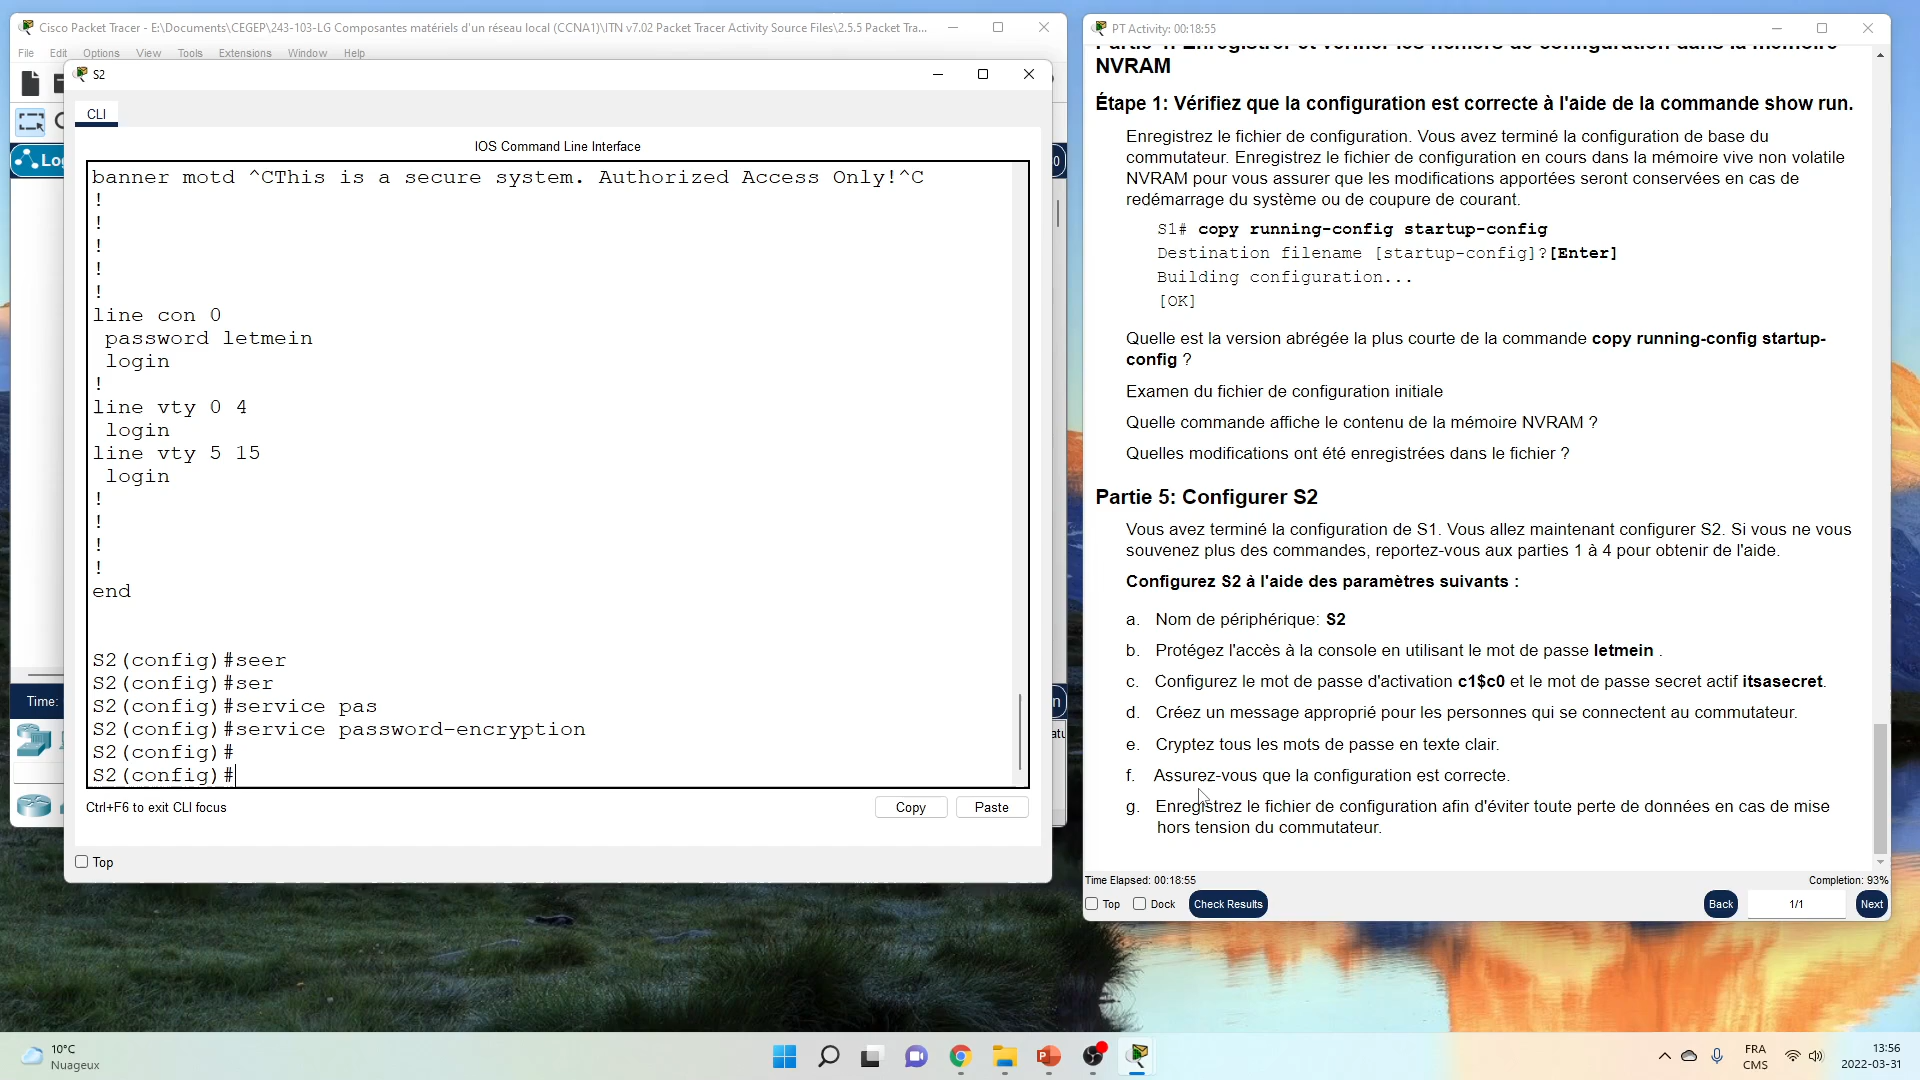 Cisco Packet Tracer - E:\Documents\CEGEP\243-103-LG Composantes matériels d'un réseau local (CCNA1)\ITN v7.02 Packet Tracer Activity Source Files\2.5.5 Packet Tra...
File Edit Options View Tools Extensions Window Help
S2
CLI
IOS Command Line Interface
banner motd ^CThis is a secure system. Authorized Access Only!^C
!
!
!
!
!
line con 0
password letmein
login
!
line vty 0 4
login
line vty 5 15
login
!
!
!
!
end
S2(config)#seer
S2(config)#ser
S2(config)#service pas
S2(config)#service password-encryption
S2(config)#
S2(config)#
Ctrl+F6 to exit CLI focus
Copy
Paste
Top
Time:
PT Activity: 00:18:55
NVRAM
Étape 1: Vérifiez que la configuration est correcte à l'aide de la commande show run.
Enregistrez le fichier de configuration. Vous avez terminé la configuration de base du
commutateur. Enregistrez le fichier de configuration en cours dans la mémoire vive non volatile
NVRAM pour vous assurer que les modifications apportées seront conservées en cas de
redémarrage du système ou de coupure de courant.
S1# copy running-config startup-config
Destination filename [startup-config]?[Enter]
Building configuration...
[OK]
Quelle est la version abrégée la plus courte de la commande copy running-config startup-
config ?
Examen du fichier de configuration initiale
Quelle commande affiche le contenu de la mémoire NVRAM ?
Quelles modifications ont été enregistrées dans le fichier ?
Partie 5: Configurer S2
Vous avez terminé la configuration de S1. Vous allez maintenant configurer S2. Si vous ne vous
souvenez plus des commandes, reportez-vous aux parties 1 à 4 pour obtenir de l'aide.
Configurez S2 à l'aide des paramètres suivants :
a. Nom de périphérique: S2
b. Protégez l'accès à la console en utilisant le mot de passe letmein .
c. Configurez le mot de passe d'activation c1$c0 et le mot de passe secret actif itsasecret.
d. Créez un message approprié pour les personnes qui se connectent au commutateur.
e. Cryptez tous les mots de passe en texte clair.
f. Assurez-vous que la configuration est correcte.
g. Enregistrez le fichier de configuration afin d'éviter toute perte de données en cas de mise
hors tension du commutateur.
Time Elapsed: 00:18:55
Completion: 93%
Top
Dock
Check Results
Back
1/1
Next
10°C
Nuageux
FRA
CMS
13:56
2022-03-31